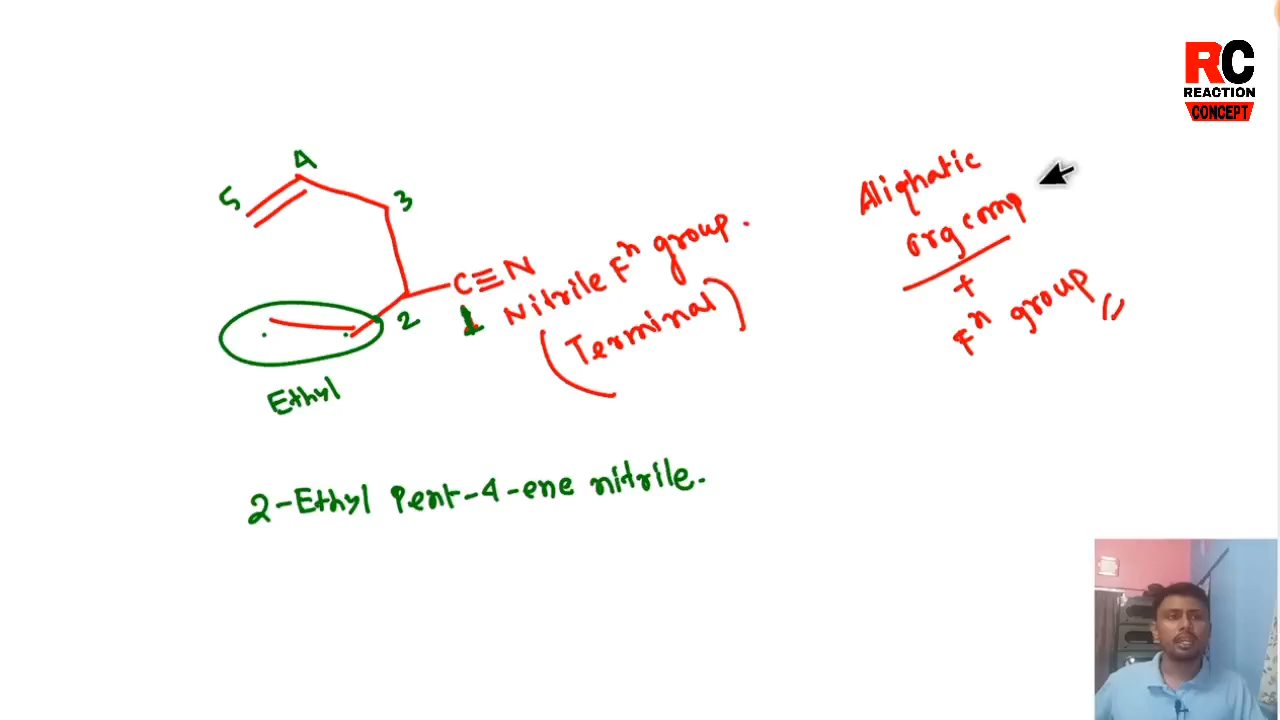 RC
REACTION
CONCEPT
4
5
3
Aliphatic
org comp
+
Fⁿ group
C≡N
1
2
Nitrile Fⁿ group.
(Terminal)
Ethyl
2-Ethyl Pent-4-ene nitrile.